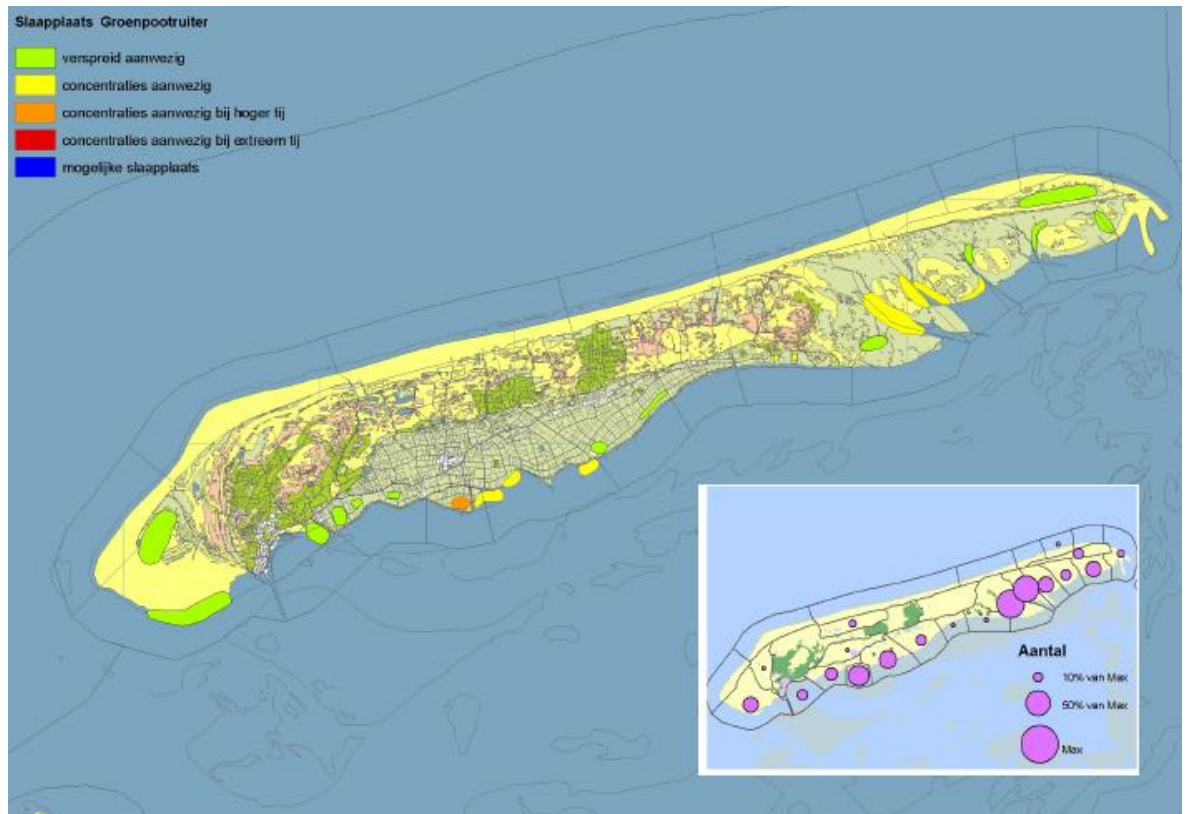 Slaapplaats Groenpootruiter
verspreid aanwezig
concentraties aanwezig
concentraties aanwezig bij hoger tij
concentraties aanwezig bij extreem tij
mogelijke slaapplaats
Aantal
10% van Max
50% van Max
Max